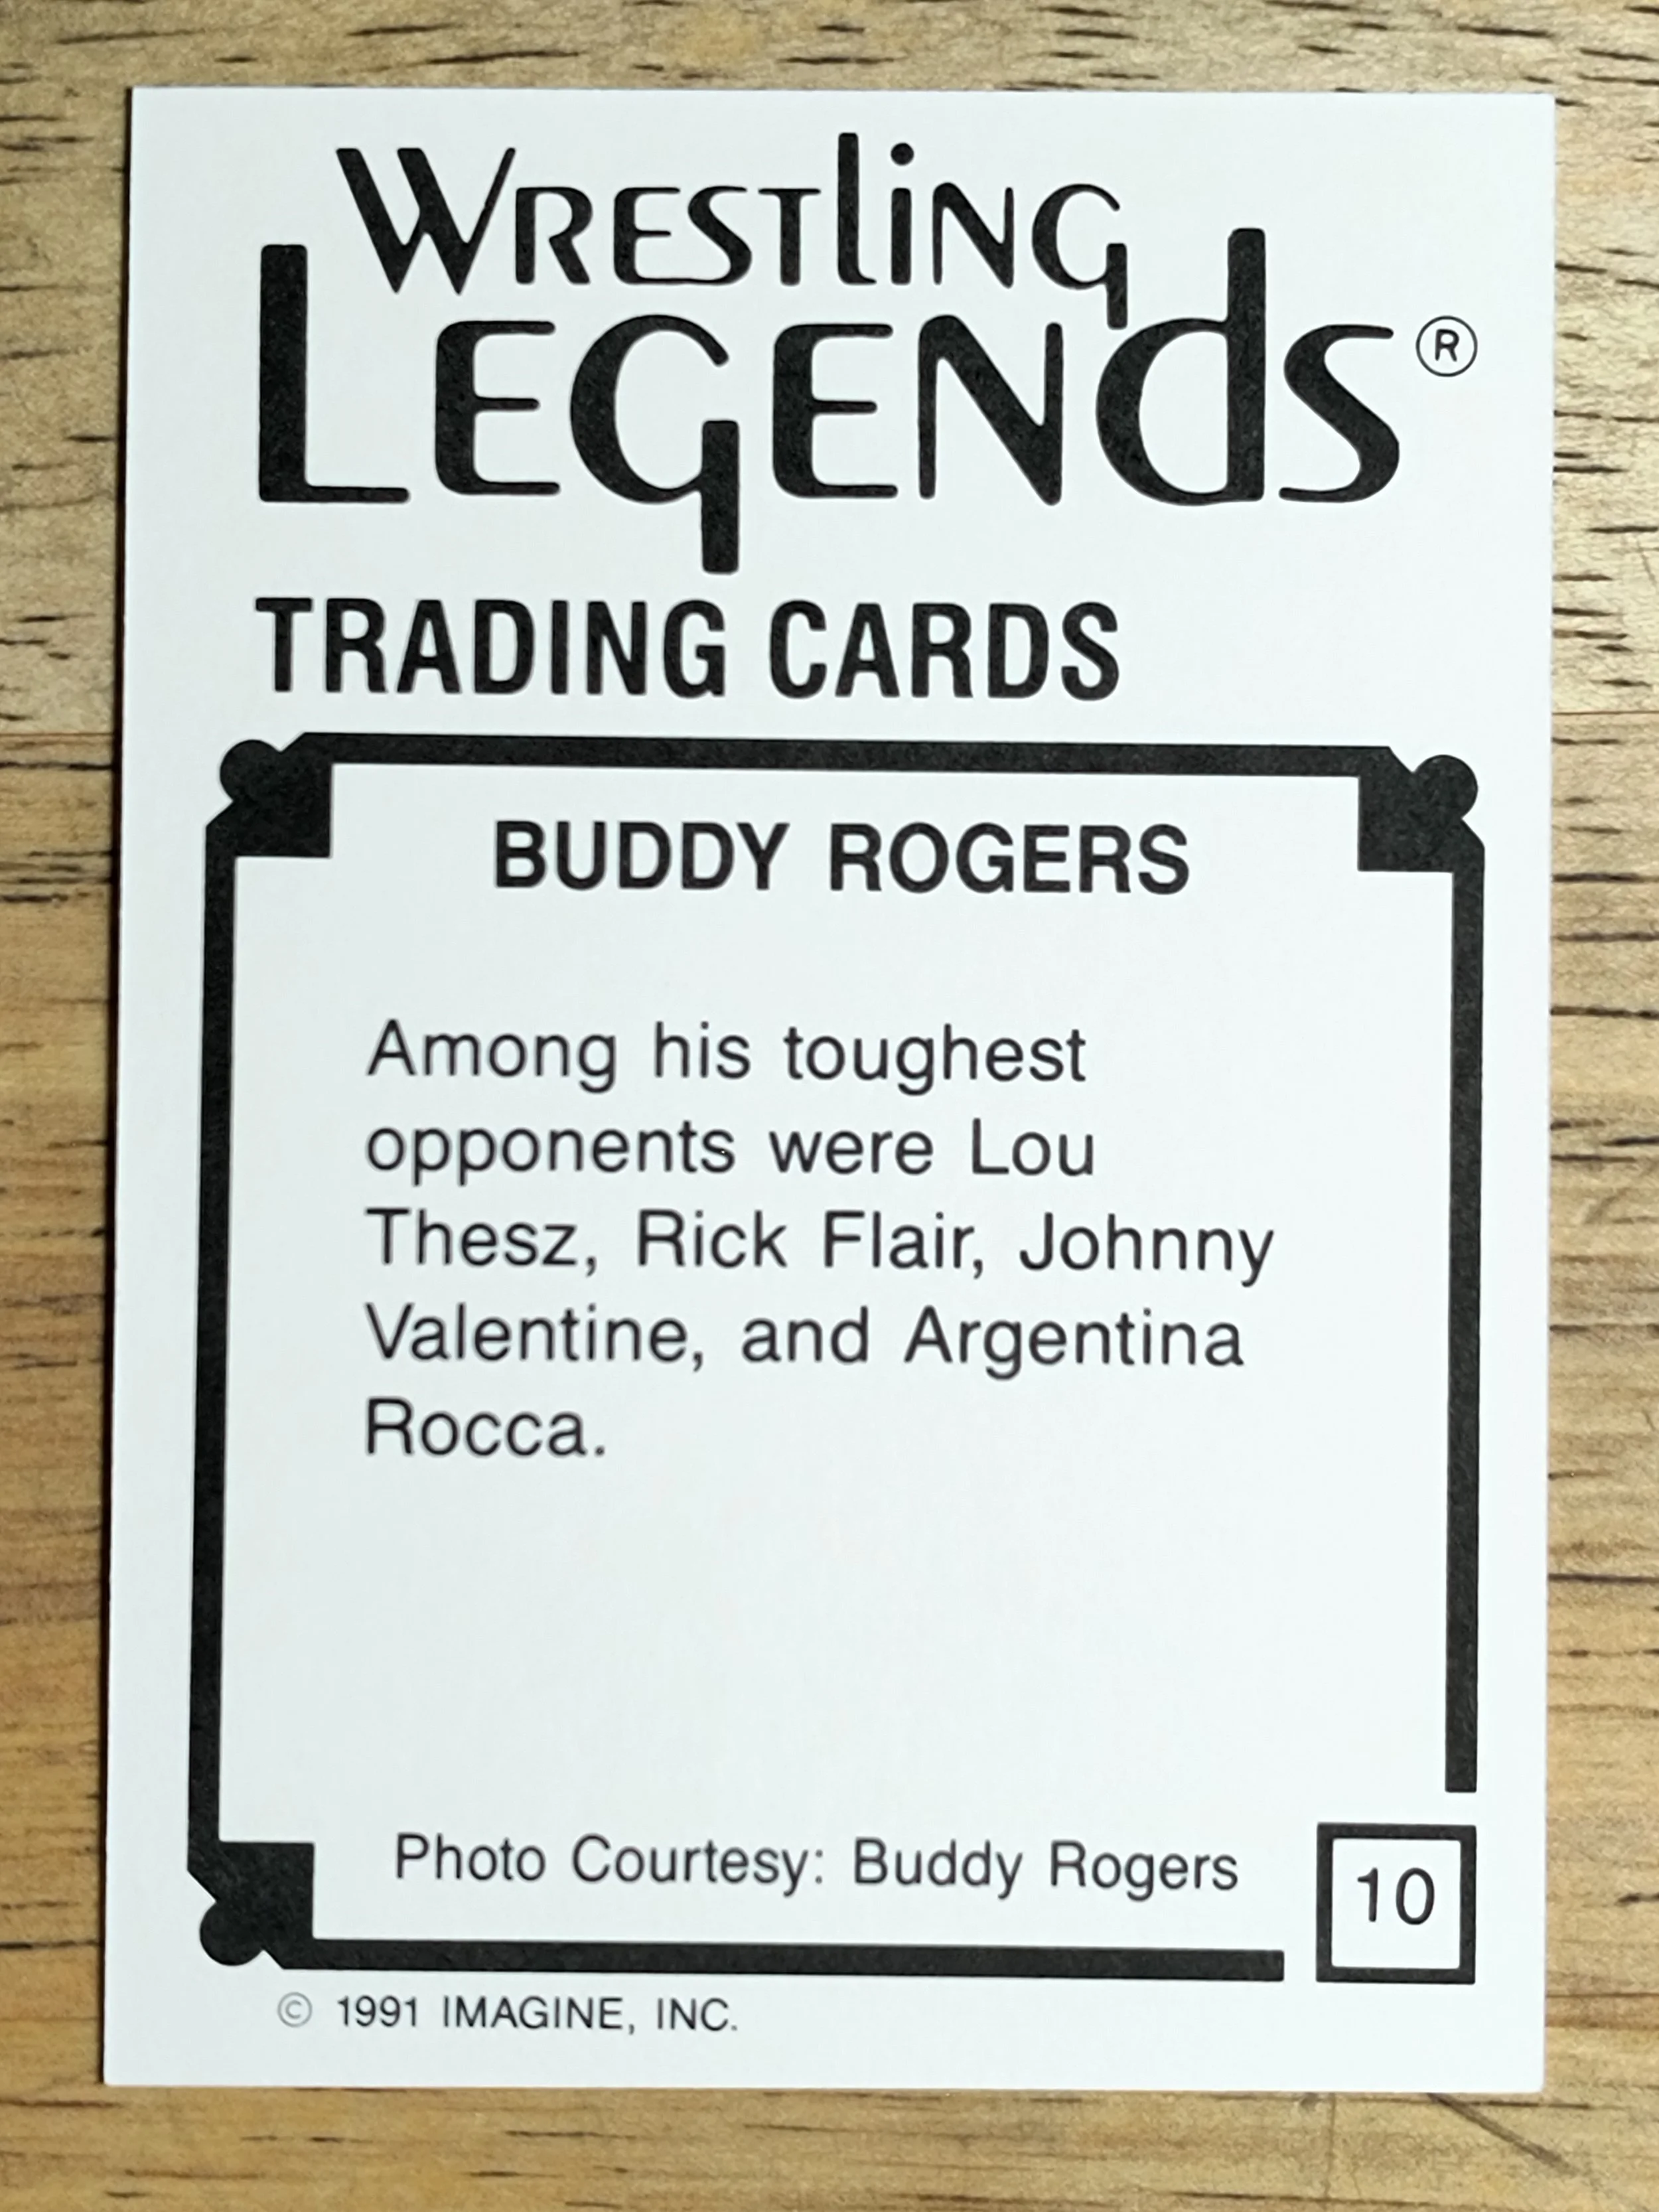 WRESTLING
LEGENDS®
TRADING CARDS
BUDDY ROGERS
Among his toughest
opponents were Lou
Thesz, Rick Flair, Johnny
Valentine, and Argentina
Rocca.
Photo Courtesy: Buddy Rogers
10
© 1991 IMAGINE, INC.